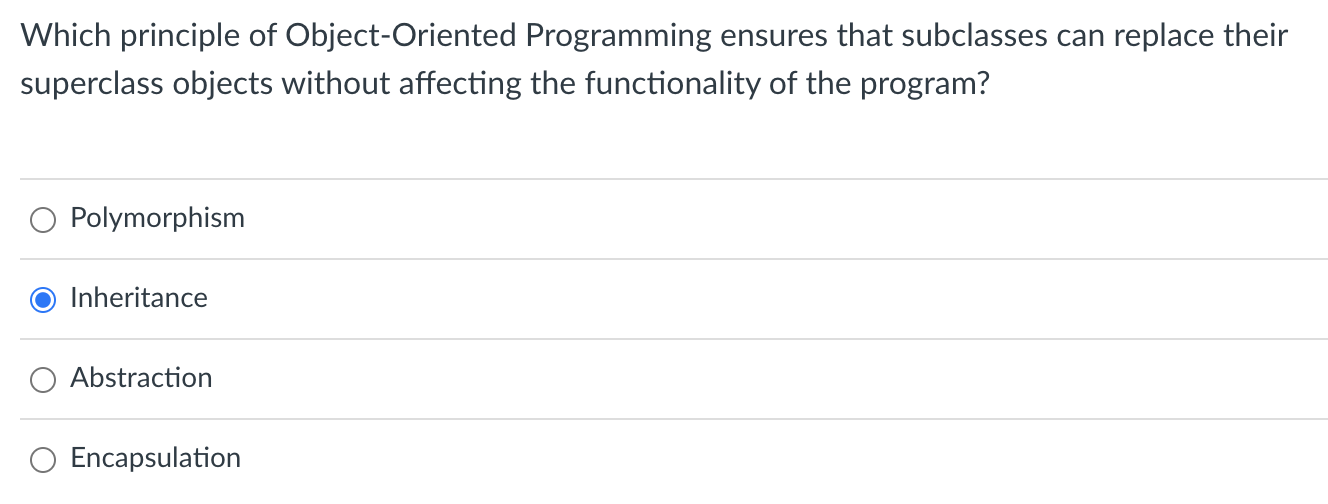 Which principle of Object-Oriented Programming ensures that subclasses can replace their
superclass objects without affecting the functionality of the program?
Polymorphism
Inheritance
Abstraction
Encapsulation